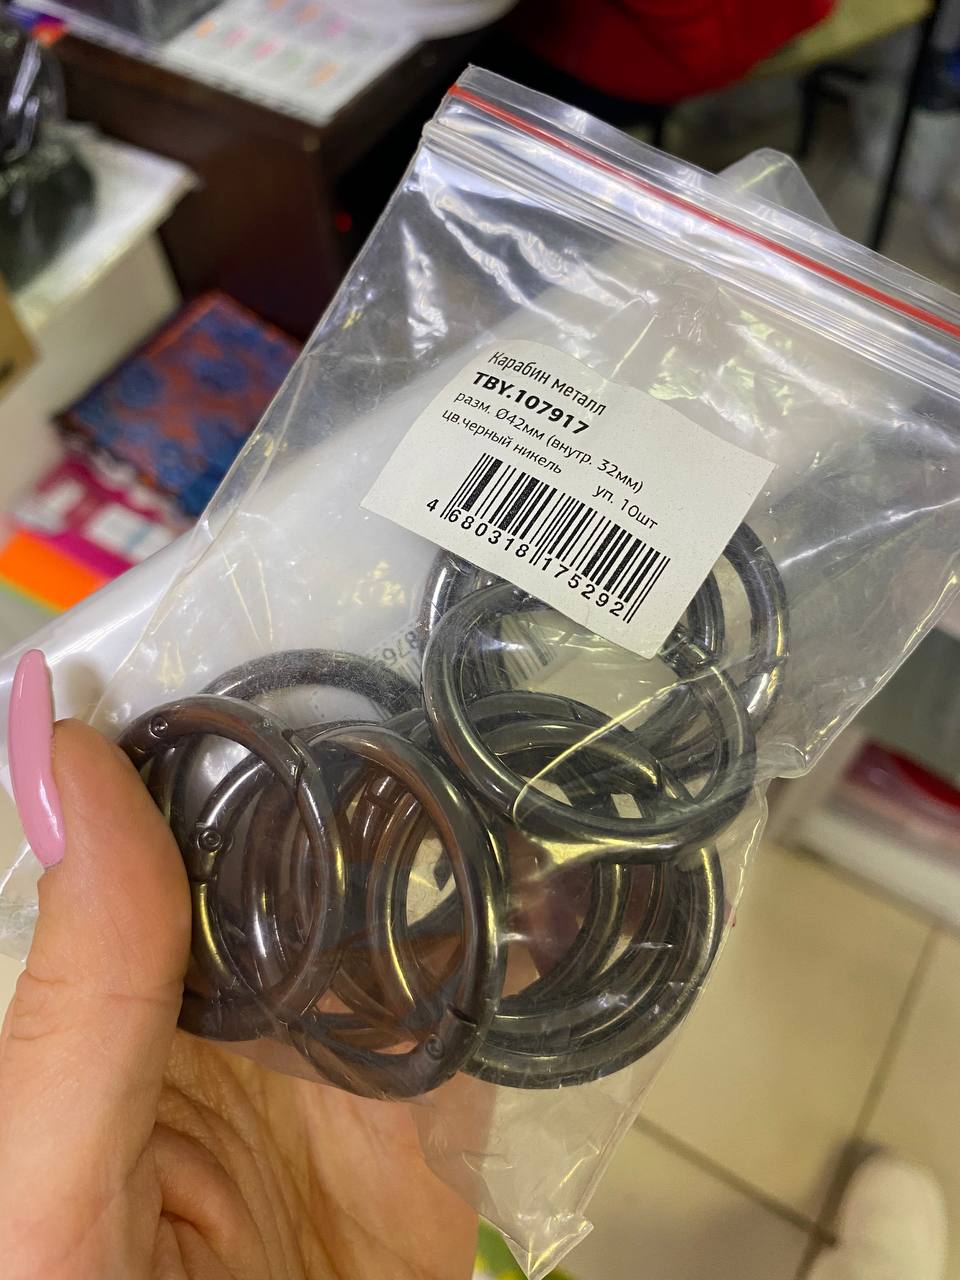 Карабин металл
TBY.107917
разм. Ø42мм (внутр. 32мм)
цв.черный никель
уп. 10шт
4 680318 175292